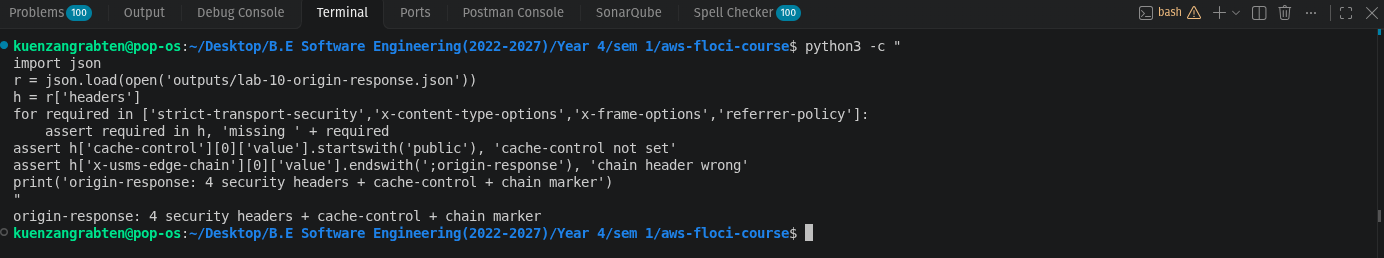 Problems 100 Output Debug Console Terminal Ports Postman Console SonarQube Spell Checker 100 bash
kuenzangrabten@pop-os:~/Desktop/B.E Software Engineering(2022-2027)/Year 4/sem 1/aws-floci-course$ python3 -c "
import json
r = json.load(open('outputs/lab-10-origin-response.json'))
h = r['headers']
for required in ['strict-transport-security','x-content-type-options','x-frame-options','referrer-policy']:
    assert required in h, 'missing ' + required
assert h['cache-control'][0]['value'].startswith('public'), 'cache-control not set'
assert h['x-usms-edge-chain'][0]['value'].endswith(';origin-response'), 'chain header wrong'
print('origin-response: 4 security headers + cache-control + chain marker')
"
origin-response: 4 security headers + cache-control + chain marker
kuenzangrabten@pop-os:~/Desktop/B.E Software Engineering(2022-2027)/Year 4/sem 1/aws-floci-course$